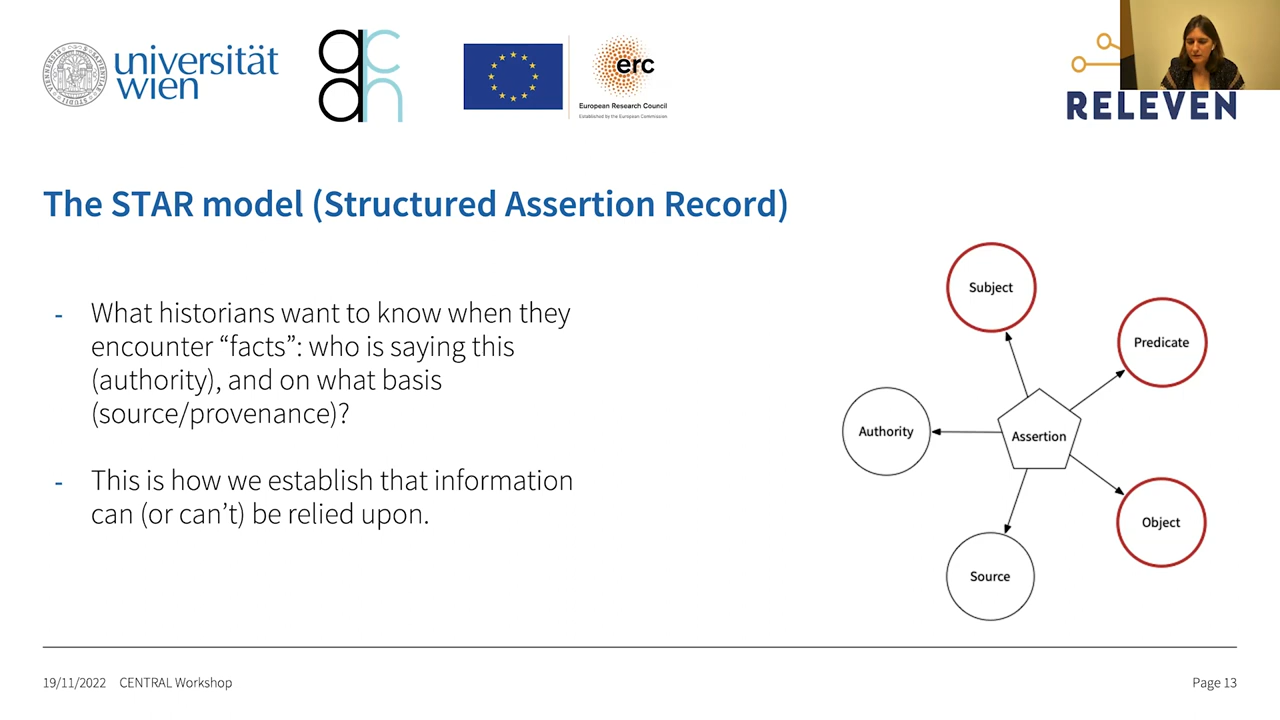 universität
wien
ac
dh
erc
European Research Council
Established by the European Commission
RELEVEN
The STAR model (Structured Assertion Record)
- What historians want to know when they
encounter “facts”: who is saying this
(authority), and on what basis
(source/provenance)?
- This is how we establish that information
can (or can’t) be relied upon.
Subject
Predicate
Authority
Assertion
Object
Source
19/11/2022 CENTRAL Workshop
Page 13